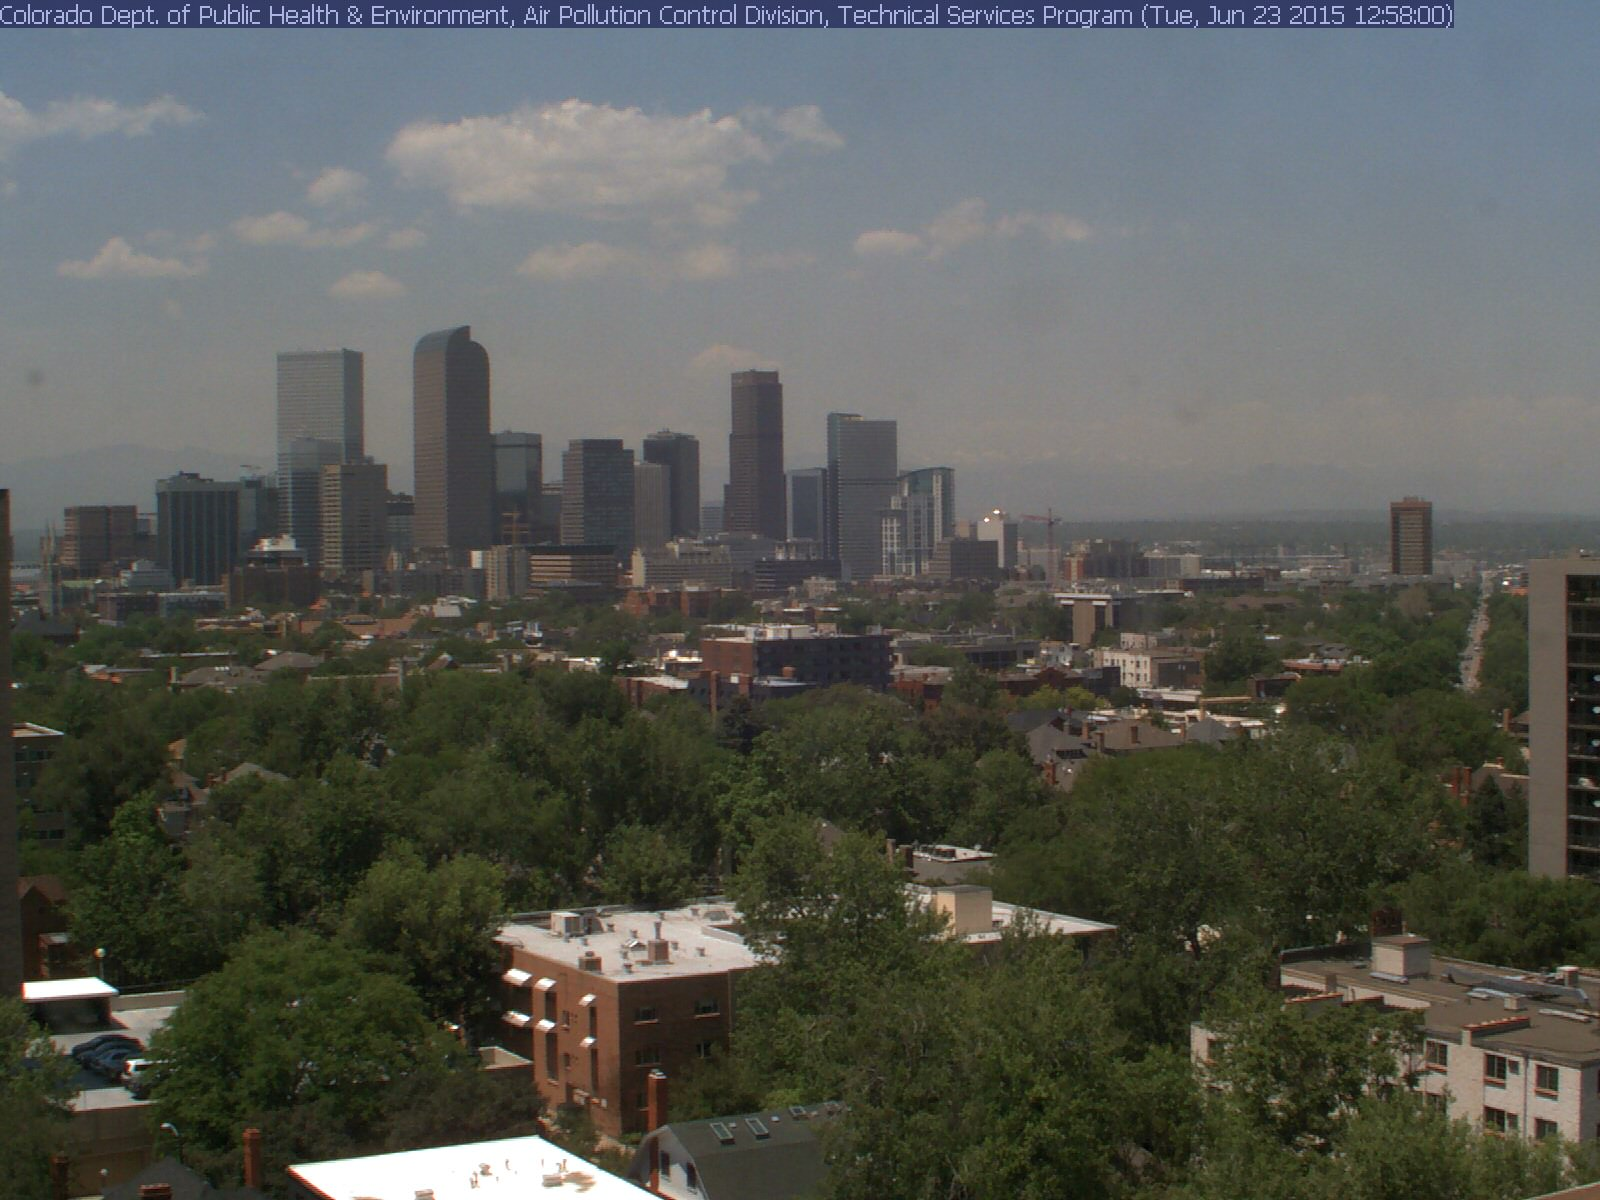 Colorado Dept. of Public Health & Environment, Air Pollution Control Division, Technical Services Program (Tue, Jun 23 2015 12:58:00)